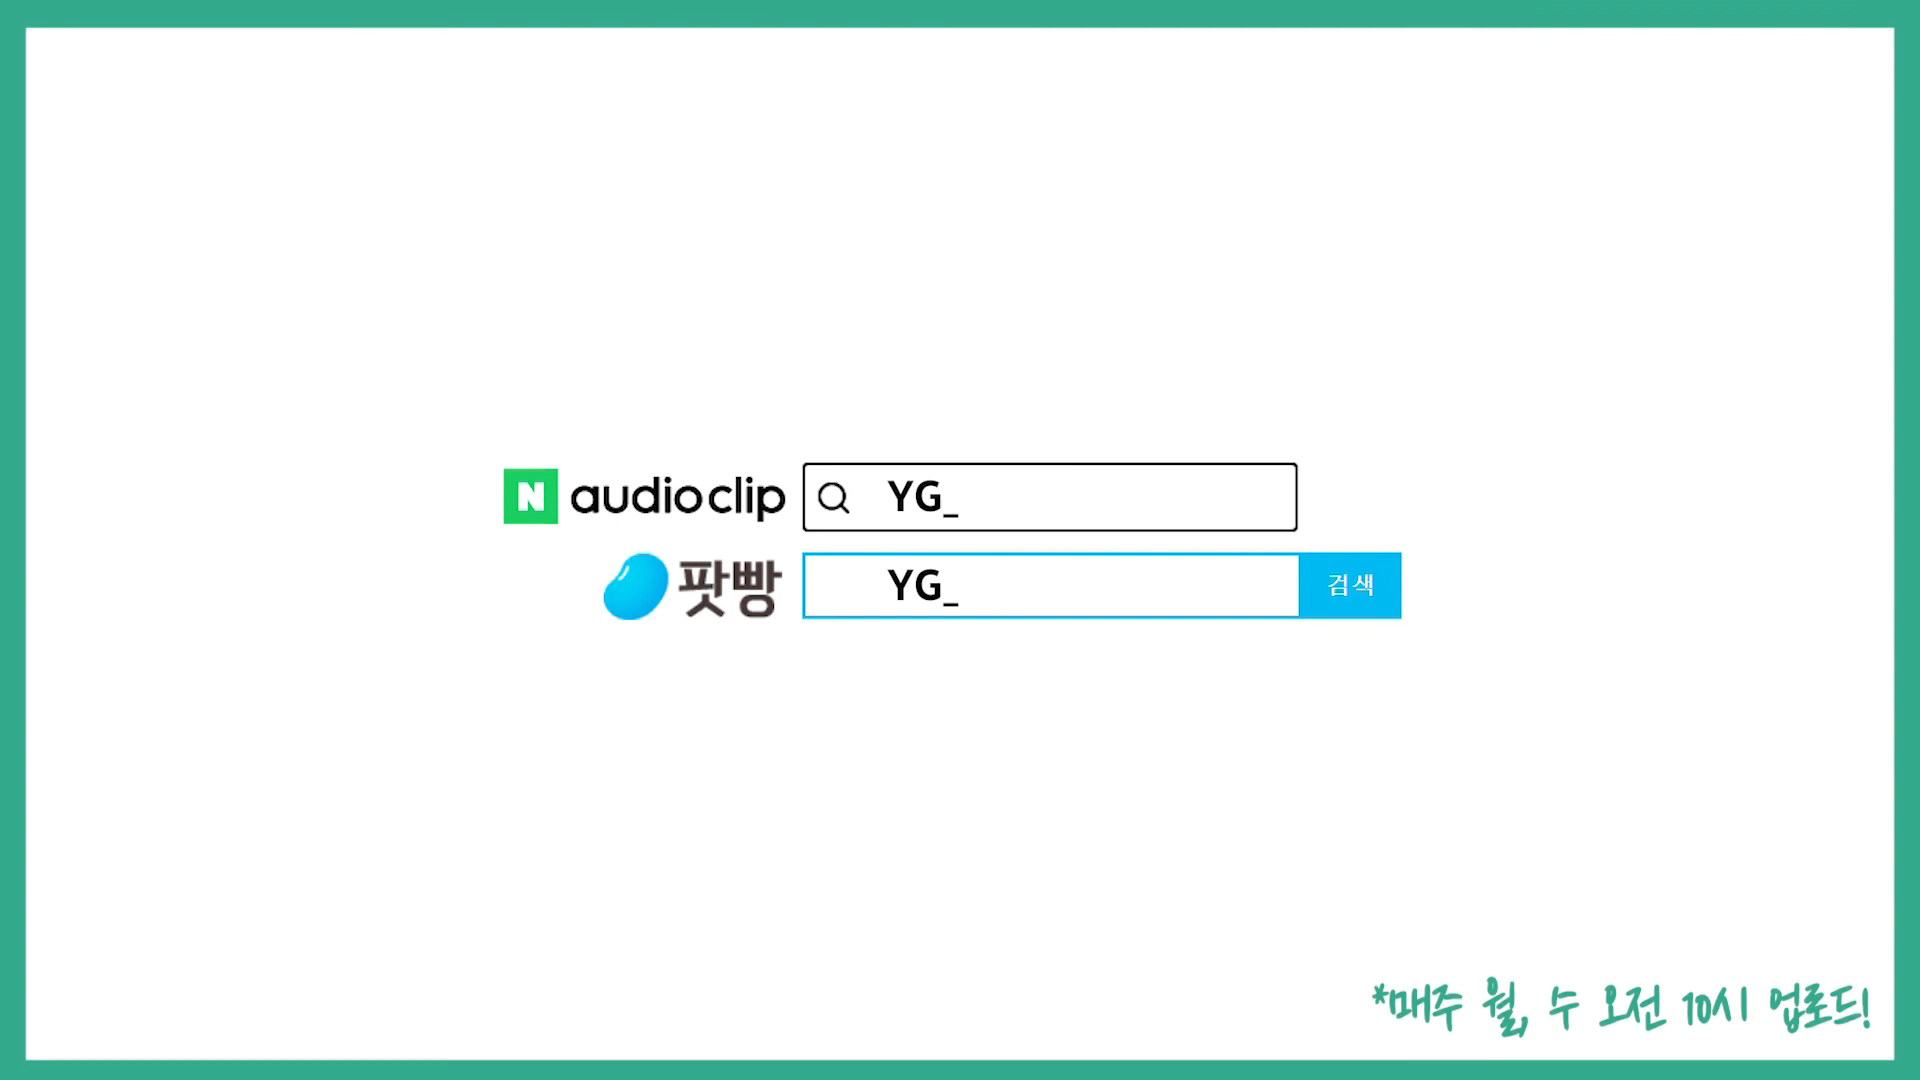 N audioclip YG_
팟빵 YG_ 검색
*매주 월, 수 오전 10시 업로드!